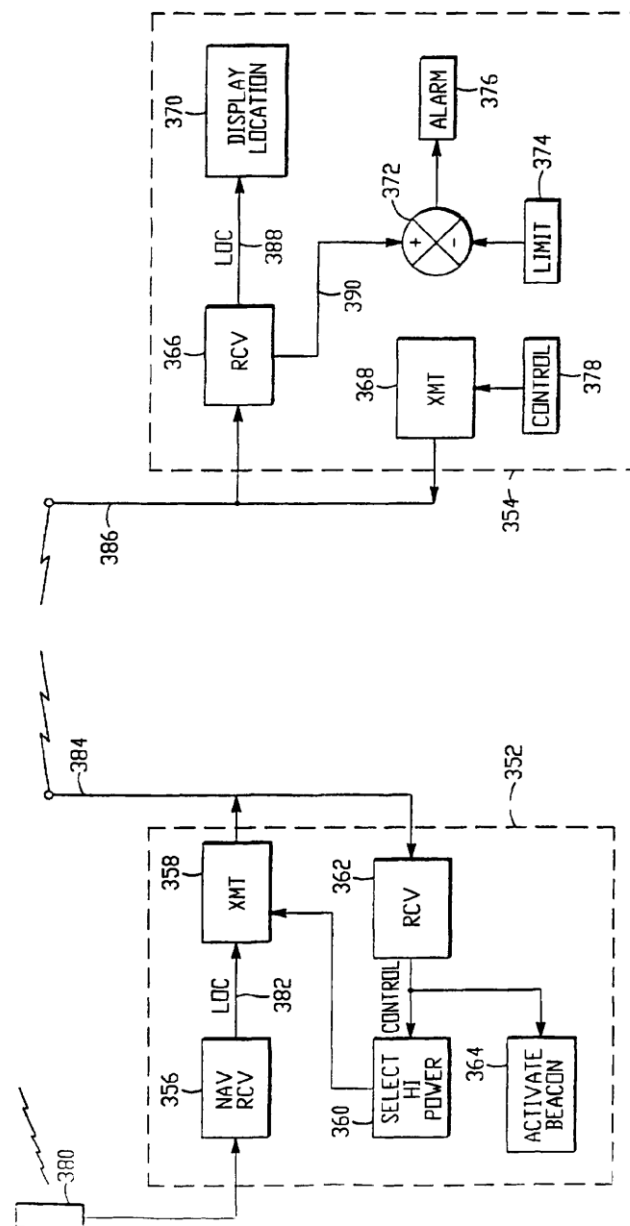 380
356
NAV
RCV
LOC
382
358
XMT
384
352
362
RCV
CONTROL
360
SELECT
HI
POWER
364
ACTIVATE
BEACON
386
354
366
RCV
LOC
388
370
DISPLAY
LOCATION
390
372
+
-
ALARM
376
LIMIT
374
368
XMT
CONTROL
378